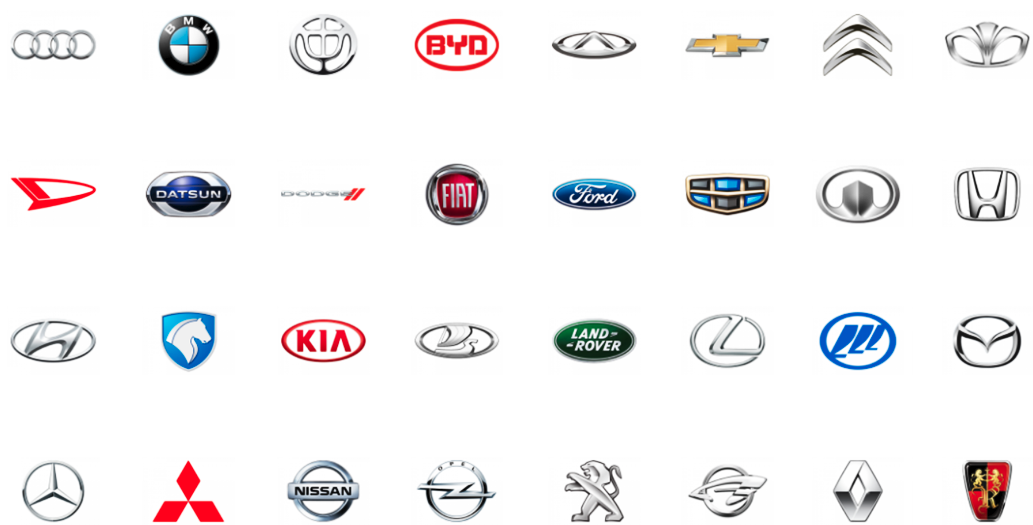 BMW
BYD
DATSUN
DODGE
FIAT
Ford
KIA
LAND
ROVER
NISSAN
OPEL
R